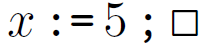 x := 5 ; □